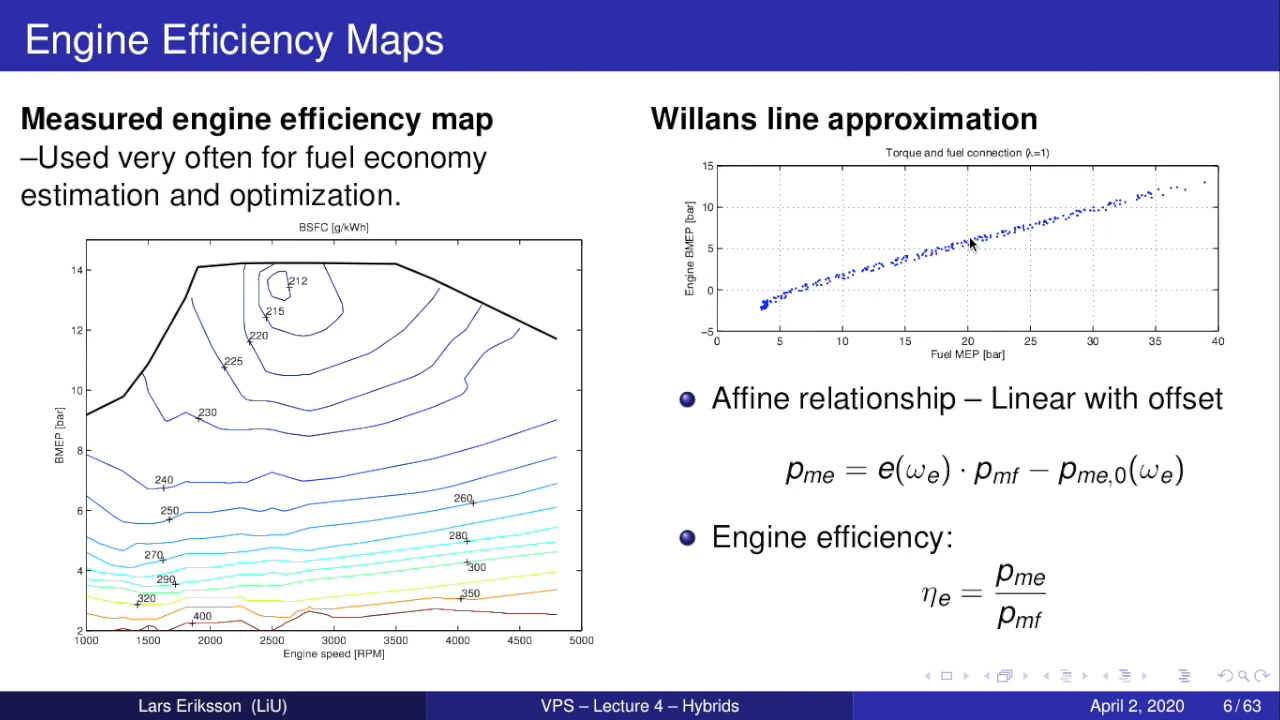 Engine Efficiency Maps
Measured engine efficiency map
–Used very often for fuel economy
estimation and optimization.
BSFC [g/kWh]
14
12
10
8
6
4
2
BMEP [bar]
212
215
220
225
230
240
250
260
270
280
290
300
320
350
400
1000 1500 2000 2500 3000 3500 4000 4500 5000
Engine speed [RPM]
Willans line approximation
Torque and fuel connection (λ=1)
15
10
5
0
−5
Engine BMEP [bar]
0 5 10 15 20 25 30 35 40
Fuel MEP [bar]
Affine relationship – Linear with offset
p_me = e(ω_e) · p_mf − p_me,0(ω_e)
Engine efficiency:
η_e = p_me / p_mf
Lars Eriksson (LiU) VPS – Lecture 4 – Hybrids April 2, 2020 6 / 63